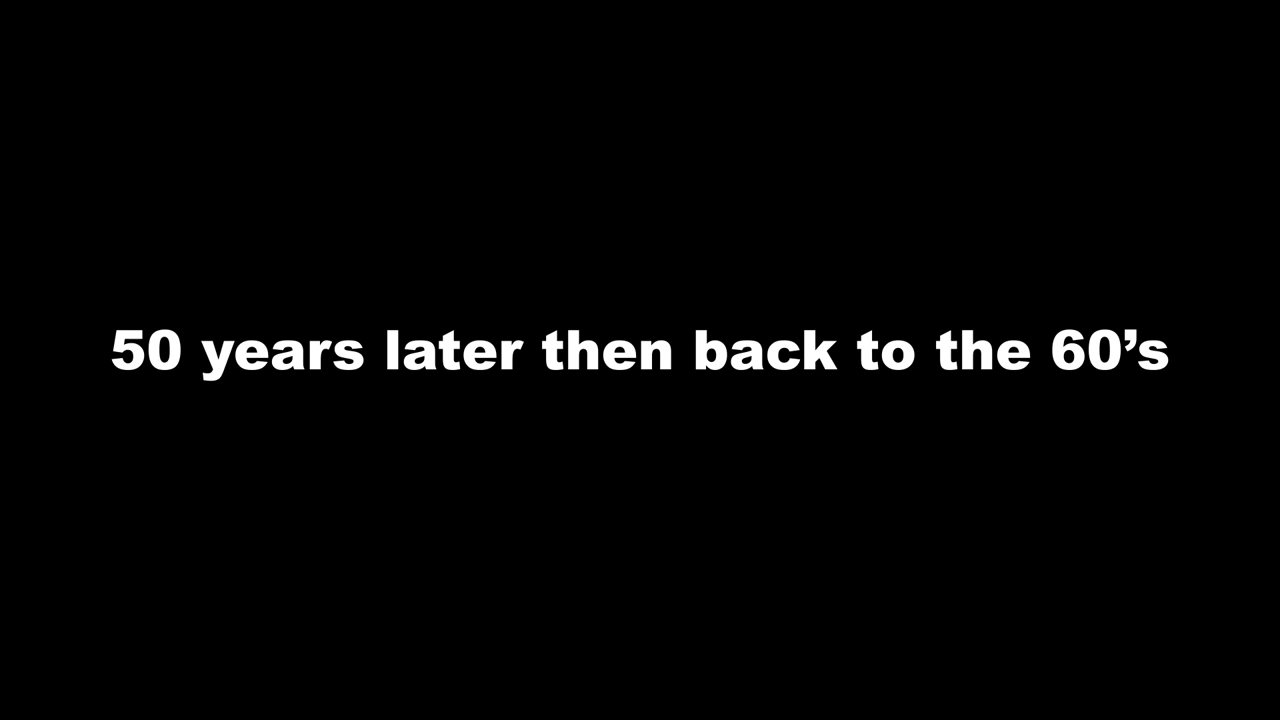 50 years later then back to the 60’s